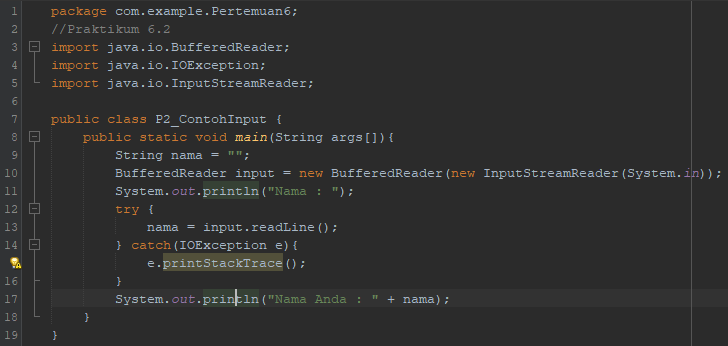 1 package com.example.Pertemuan6;
2 //Praktikum 6.2
3 import java.io.BufferedReader;
4 import java.io.IOException;
5 import java.io.InputStreamReader;
6
7 public class P2_ContohInput {
8     public static void main(String args[]){
9         String nama = "";
10         BufferedReader input = new BufferedReader(new InputStreamReader(System.in));
11         System.out.println("Nama : ");
12         try {
13             nama = input.readLine();
14         } catch(IOException e){
            e.printStackTrace();
16         }
17         System.out.println("Nama Anda : " + nama);
18     }
19 }